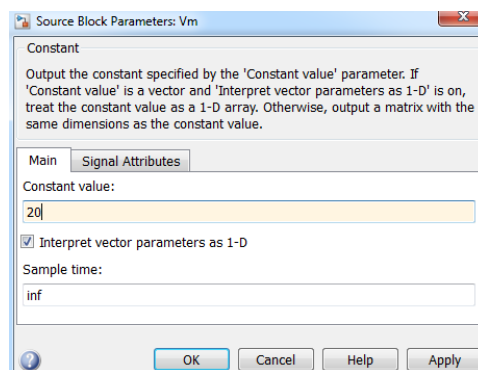 Source Block Parameters: Vm
Constant
Output the constant specified by the 'Constant value' parameter. If
'Constant value' is a vector and 'Interpret vector parameters as 1-D' is on,
treat the constant value as a 1-D array. Otherwise, output a matrix with the
same dimensions as the constant value.
Main Signal Attributes
Constant value:
20
Interpret vector parameters as 1-D
Sample time:
inf
OK Cancel Help Apply